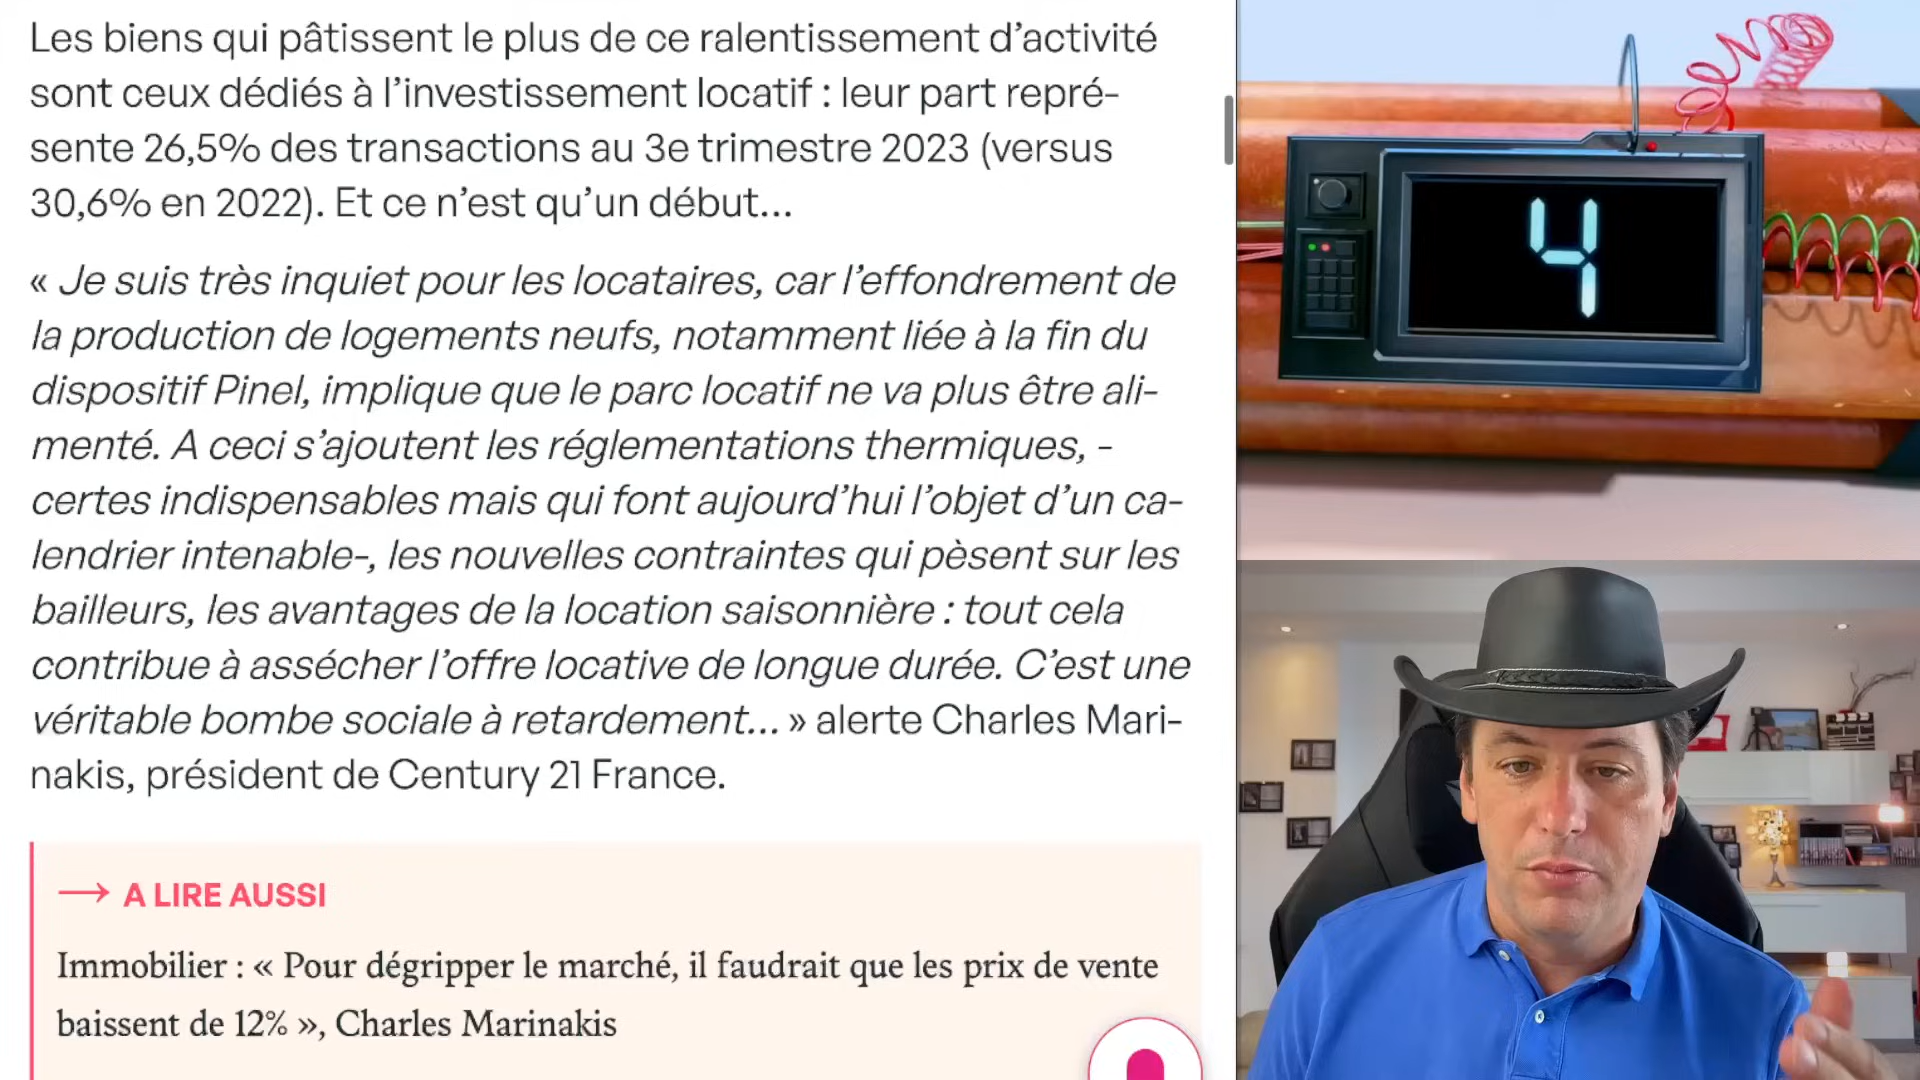 Les biens qui pâtissent le plus de ce ralentissement d’activité
sont ceux dédiés à l’investissement locatif : leur part repré-
sente 26,5% des transactions au 3e trimestre 2023 (versus
30,6% en 2022). Et ce n’est qu’un début...
« Je suis très inquiet pour les locataires, car l’effondrement de
la production de logements neufs, notamment liée à la fin du
dispositif Pinel, implique que le parc locatif ne va plus être ali-
menté. A ceci s’ajoutent les réglementations thermiques, -
certes indispensables mais qui font aujourd’hui l’objet d’un ca-
lendrier intenable-, les nouvelles contraintes qui pèsent sur les
bailleurs, les avantages de la location saisonnière : tout cela
contribue à assécher l’offre locative de longue durée. C’est une
véritable bombe sociale à retardement... » alerte Charles Mari-
nakis, président de Century 21 France.
→ A LIRE AUSSI
Immobilier : « Pour dégripper le marché, il faudrait que les prix de vente
baissent de 12% », Charles Marinakis
4